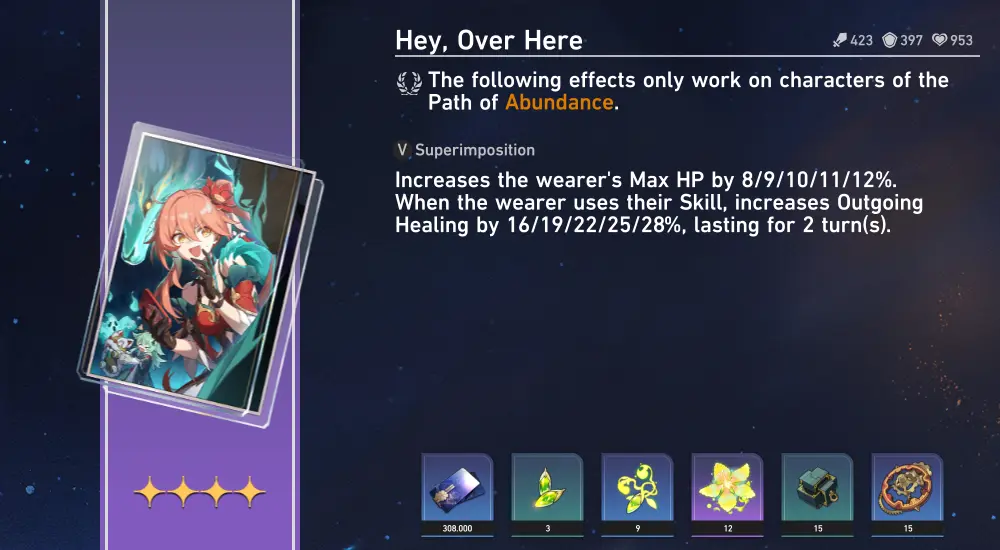 Hey, Over Here
423 397 953
The following effects only work on characters of the
Path of Abundance.
V Superimposition
Increases the wearer's Max HP by 8/9/10/11/12%.
When the wearer uses their Skill, increases Outgoing
Healing by 16/19/22/25/28%, lasting for 2 turn(s).
308.000 3 9 12 15 15